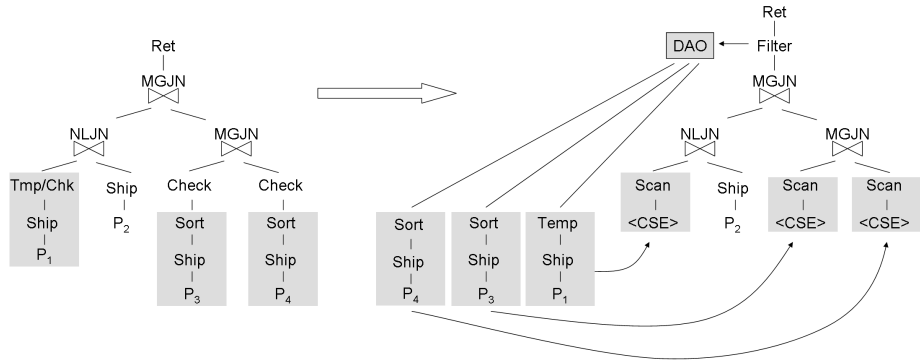 Ret
MGJN
NLJN
MGJN
Tmp/Chk
Ship
P1
Ship
P2
Check
Sort
Ship
P3
Check
Sort
Ship
P4
Ret
DAO
Filter
MGJN
NLJN
MGJN
Sort
Ship
P4
Sort
Ship
P3
Temp
Ship
P1
Scan
<CSE>
Ship
P2
Scan
<CSE>
Scan
<CSE>